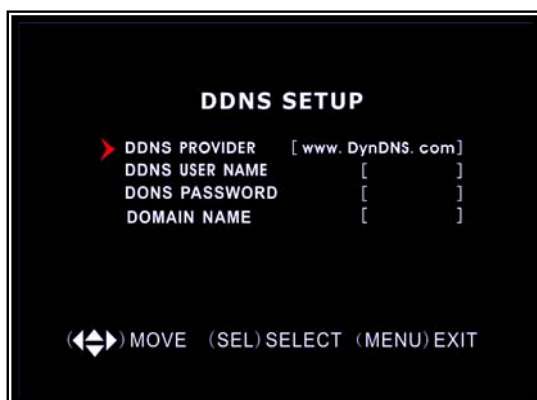 DDNS SETUP
DDNS PROVIDER [www. DynDNS. com]
DDNS USER NAME [ ]
DONS PASSWORD [ ]
DOMAIN NAME [ ]
() MOVE (SEL) SELECT (MENU) EXIT